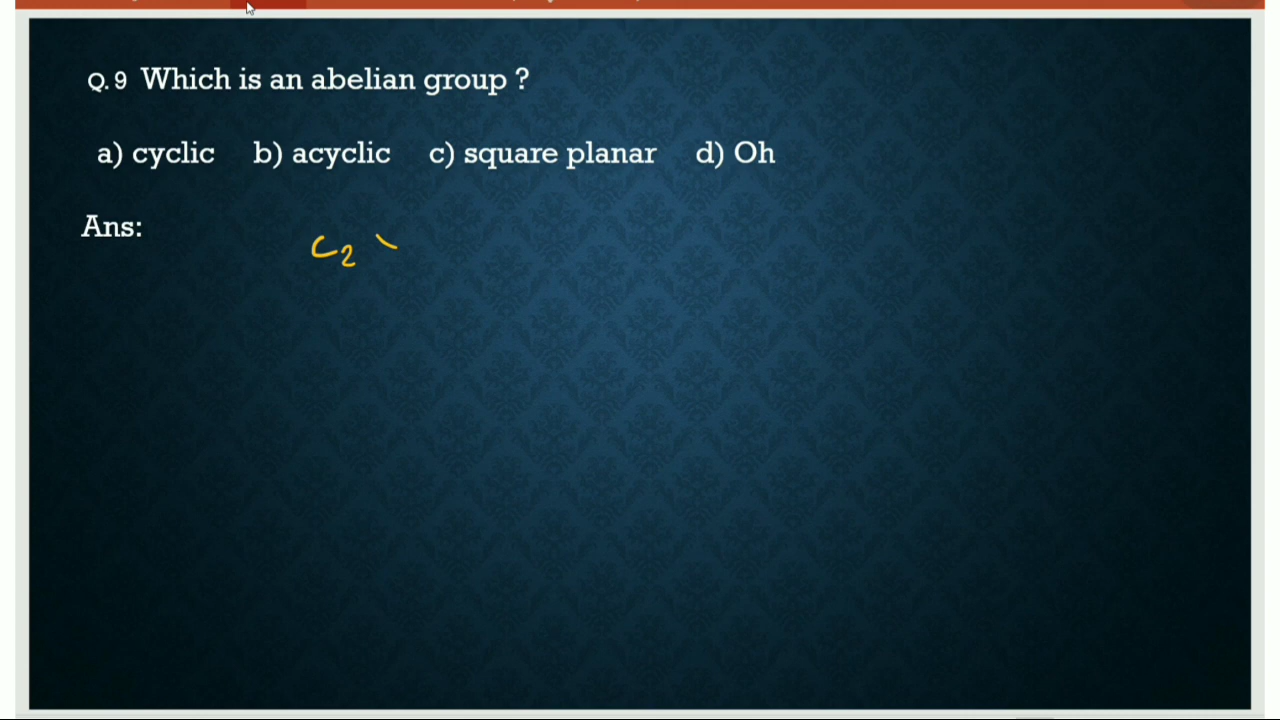 Q. 9 Which is an abelian group ?
a) cyclic b) acyclic c) square planar d) Oh
Ans:
C2